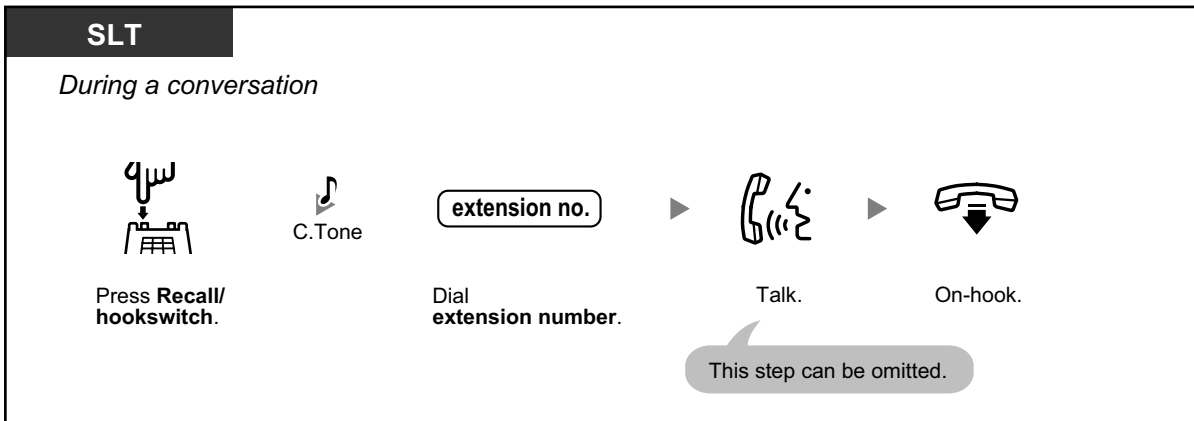 SLT
During a conversation
C.Tone
extension no.
Press Recall/
hookswitch.
Dial
extension number.
Talk.
On-hook.
This step can be omitted.